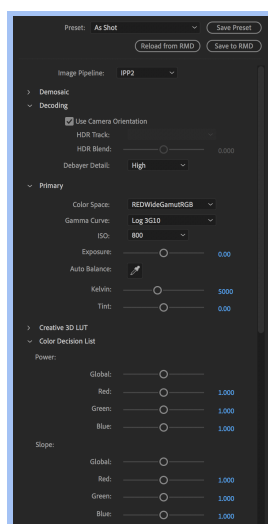 Preset: As Shot Save Preset
Reload from RMD Save to RMD
Image Pipeline: IPP2
Demosaic
Decoding
Use Camera Orientation
HDR Track:
HDR Blend: 0.000
Debayer Detail: High
Primary
Color Space: REDWideGamutRGB
Gamma Curve: Log 3G10
ISO: 800
Exposure: 0.00
Auto Balance:
Kelvin: 5000
Tint: 0.00
Creative 3D LUT
Color Decision List
Power:
Global:
Red: 1.000
Green: 1.000
Blue: 1.000
Slope:
Global:
Red: 1.000
Green: 1.000
Blue: 1.000